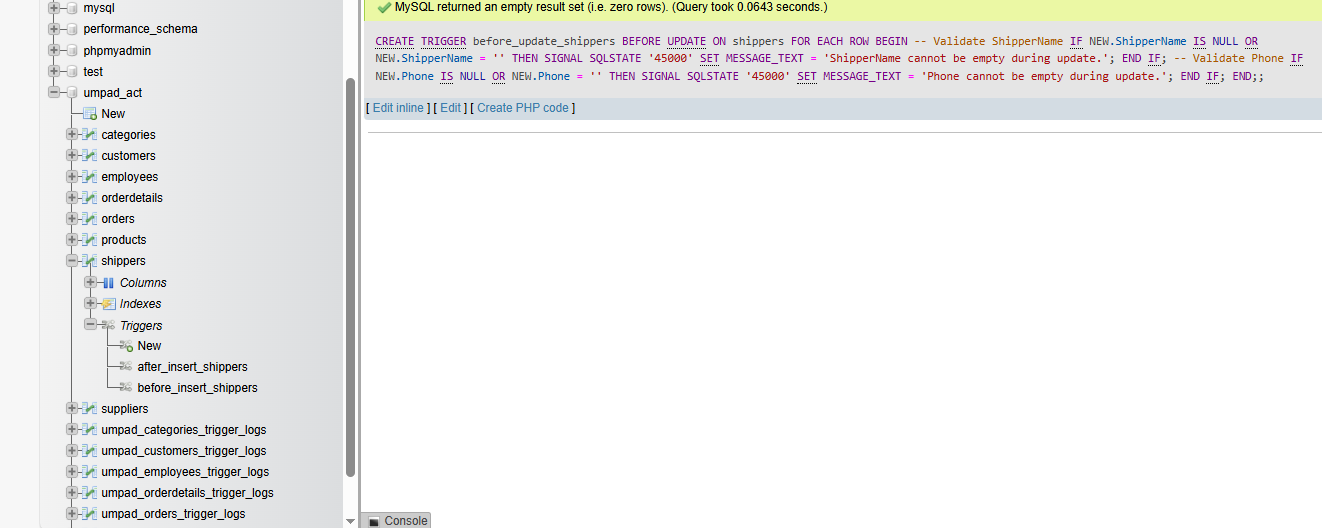 mysql
performance_schema
phpmyadmin
test
umpad_act
New
categories
customers
employees
orderdetails
orders
products
shippers
Columns
Indexes
Triggers
New
after_insert_shippers
before_insert_shippers
suppliers
umpad_categories_trigger_logs
umpad_customers_trigger_logs
umpad_employees_trigger_logs
umpad_orderdetails_trigger_logs
umpad_orders_trigger_logs
MySQL returned an empty result set (i.e. zero rows). (Query took 0.0643 seconds.)
CREATE TRIGGER before_update_shippers BEFORE UPDATE ON shippers FOR EACH ROW BEGIN -- Validate ShipperName IF NEW.ShipperName IS NULL OR
NEW.ShipperName = '' THEN SIGNAL SQLSTATE '45000' SET MESSAGE_TEXT = 'ShipperName cannot be empty during update.'; END IF; -- Validate Phone IF
NEW.Phone IS NULL OR NEW.Phone = '' THEN SIGNAL SQLSTATE '45000' SET MESSAGE_TEXT = 'Phone cannot be empty during update.'; END IF; END;;
[ Edit inline ] [ Edit ] [ Create PHP code ]
Console